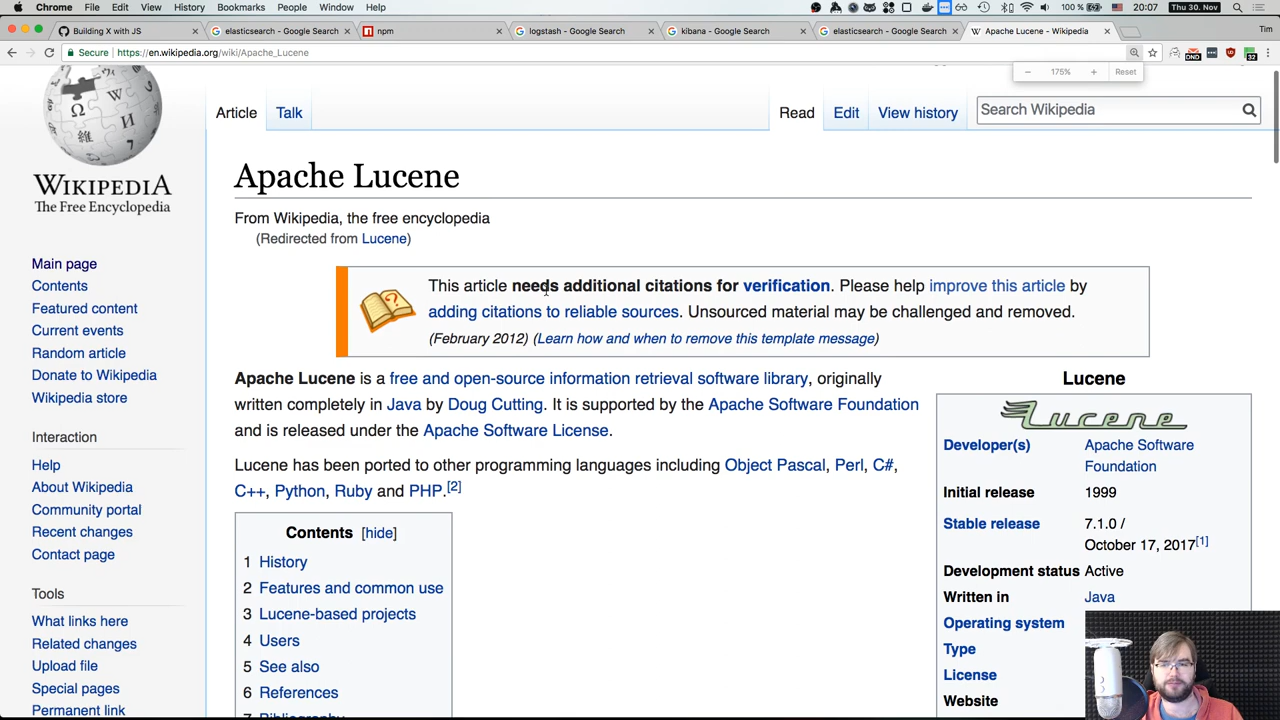 Chrome File Edit View History Bookmarks People Window Help
100 % Thu 30. Nov 20:07
Building X with JS
elasticsearch - Google Search
npm
logstash - Google Search
kibana - Google Search
elasticsearch - Google Search
Apache Lucene - Wikipedia
Tim
Secure https://en.wikipedia.org/wiki/Apache_Lucene
DND
32
175%
Reset
Article Talk
Read Edit View history
Search Wikipedia
WIKIPEDIA
The Free Encyclopedia
Main page
Contents
Featured content
Current events
Random article
Donate to Wikipedia
Wikipedia store
Interaction
Help
About Wikipedia
Community portal
Recent changes
Contact page
Tools
What links here
Related changes
Upload file
Special pages
Permanent link
Apache Lucene
From Wikipedia, the free encyclopedia
(Redirected from Lucene)
This article needs additional citations for verification. Please help improve this article by
adding citations to reliable sources. Unsourced material may be challenged and removed.
(February 2012) (Learn how and when to remove this template message)
Apache Lucene is a free and open-source information retrieval software library, originally
written completely in Java by Doug Cutting. It is supported by the Apache Software Foundation
and is released under the Apache Software License.
Lucene has been ported to other programming languages including Object Pascal, Perl, C#,
C++, Python, Ruby and PHP.[2]
Contents [hide]
1 History
2 Features and common use
3 Lucene-based projects
4 Users
5 See also
6 References
7 Bibliography
Lucene
Lucene
Developer(s) Apache Software
Foundation
Initial release 1999
Stable release 7.1.0 /
October 17, 2017[1]
Development status Active
Written in Java
Operating system
Type
License
Website